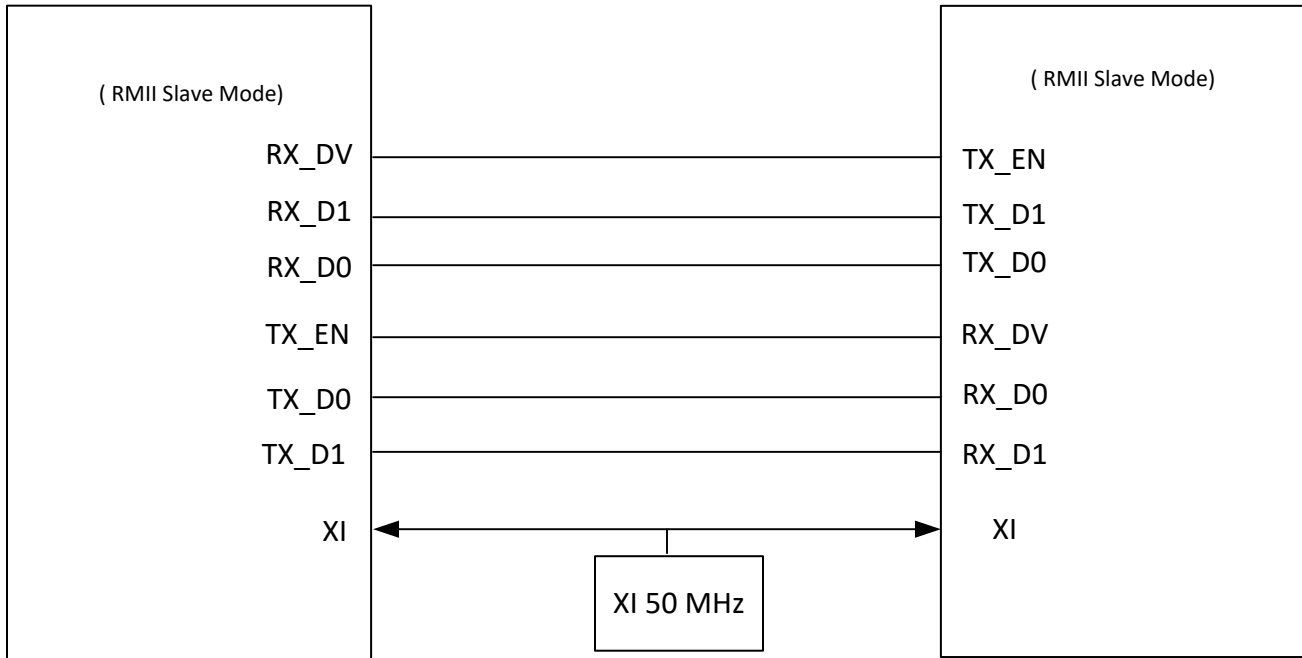 ( RMII Slave Mode)
RX_DV
RX_D1
RX_D0
TX_EN
TX_D0
TX_D1
XI
( RMII Slave Mode)
TX_EN
TX_D1
TX_D0
RX_DV
RX_D0
RX_D1
XI
XI 50 MHz